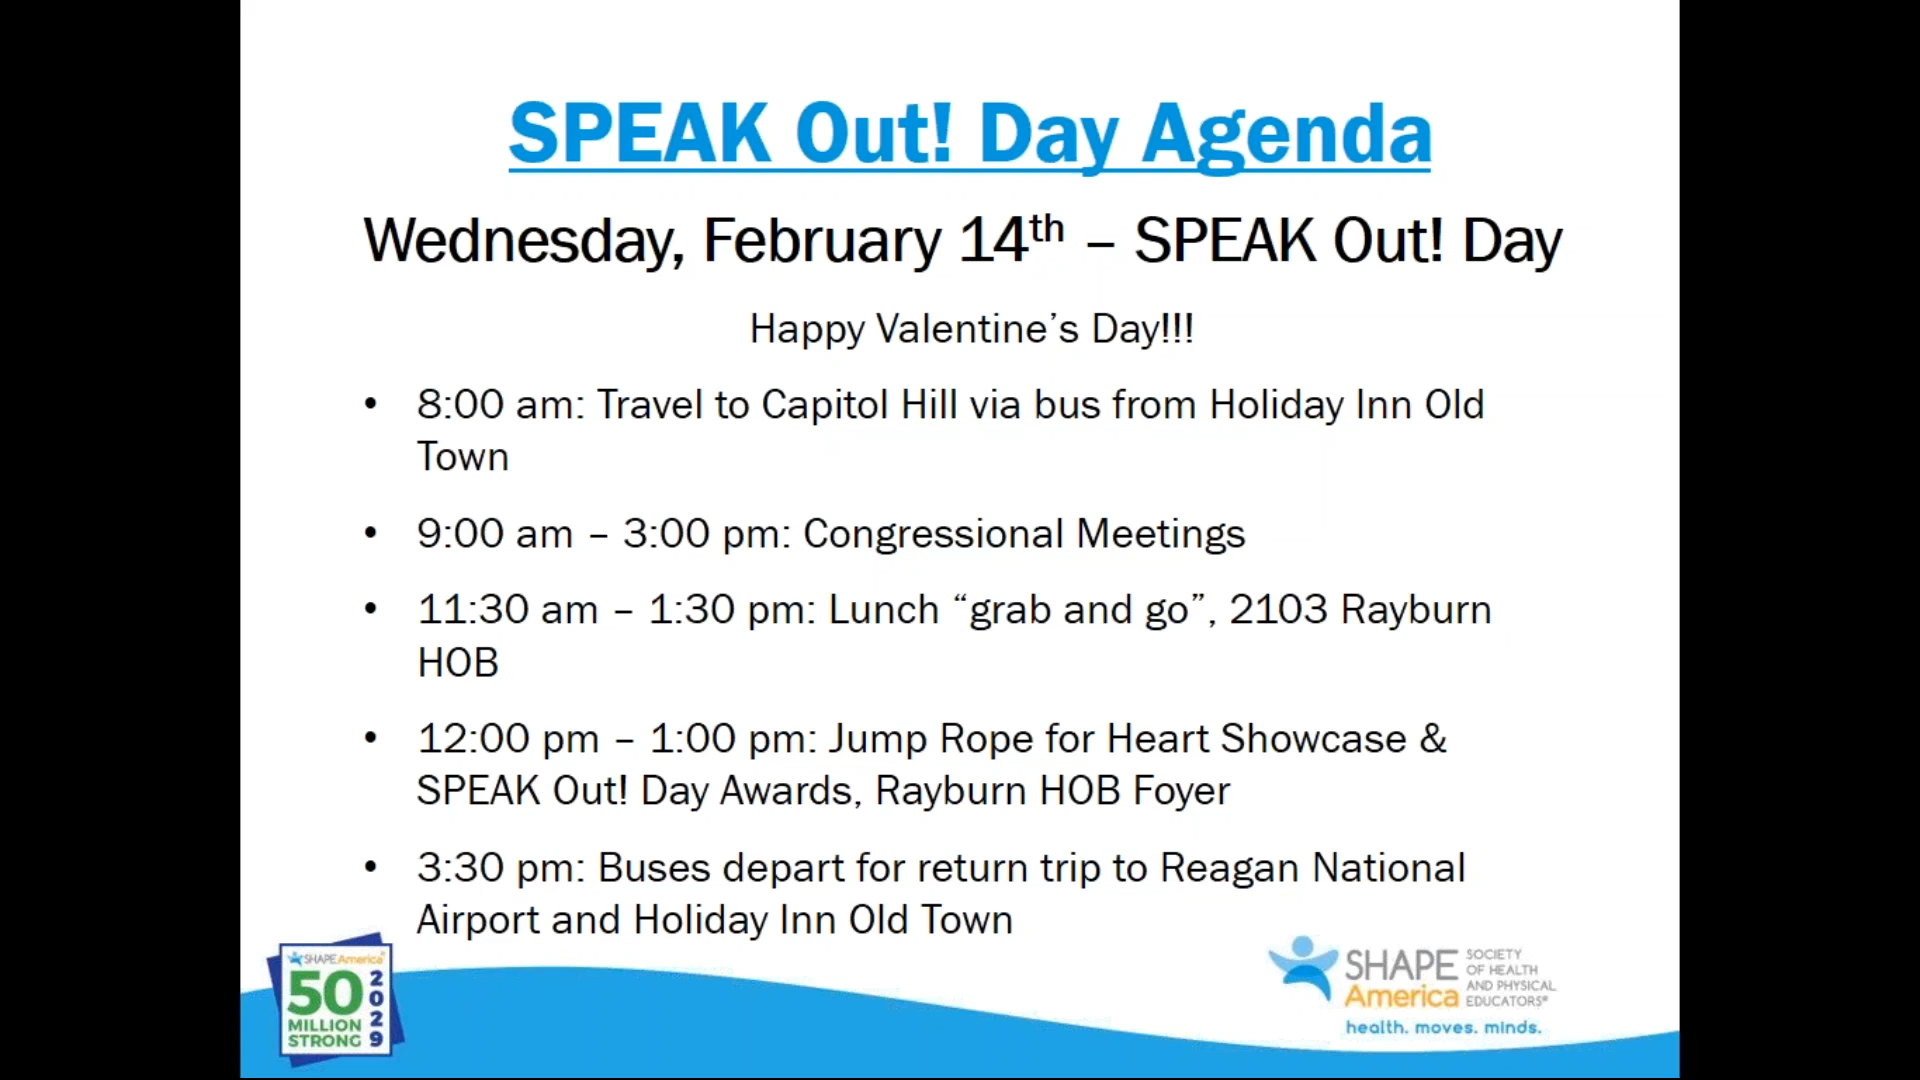 SPEAK Out! Day Agenda
Wednesday, February 14th – SPEAK Out! Day
Happy Valentine’s Day!!!
• 8:00 am: Travel to Capitol Hill via bus from Holiday Inn Old
Town
• 9:00 am – 3:00 pm: Congressional Meetings
• 11:30 am – 1:30 pm: Lunch “grab and go”, 2103 Rayburn
HOB
• 12:00 pm – 1:00 pm: Jump Rope for Heart Showcase &
SPEAK Out! Day Awards, Rayburn HOB Foyer
• 3:30 pm: Buses depart for return trip to Reagan National
Airport and Holiday Inn Old Town
SHAPE America®
50
MILLION
STRONG
2029
SHAPE
America
SOCIETY
OF HEALTH
AND PHYSICAL
EDUCATORS®
health. moves. minds.